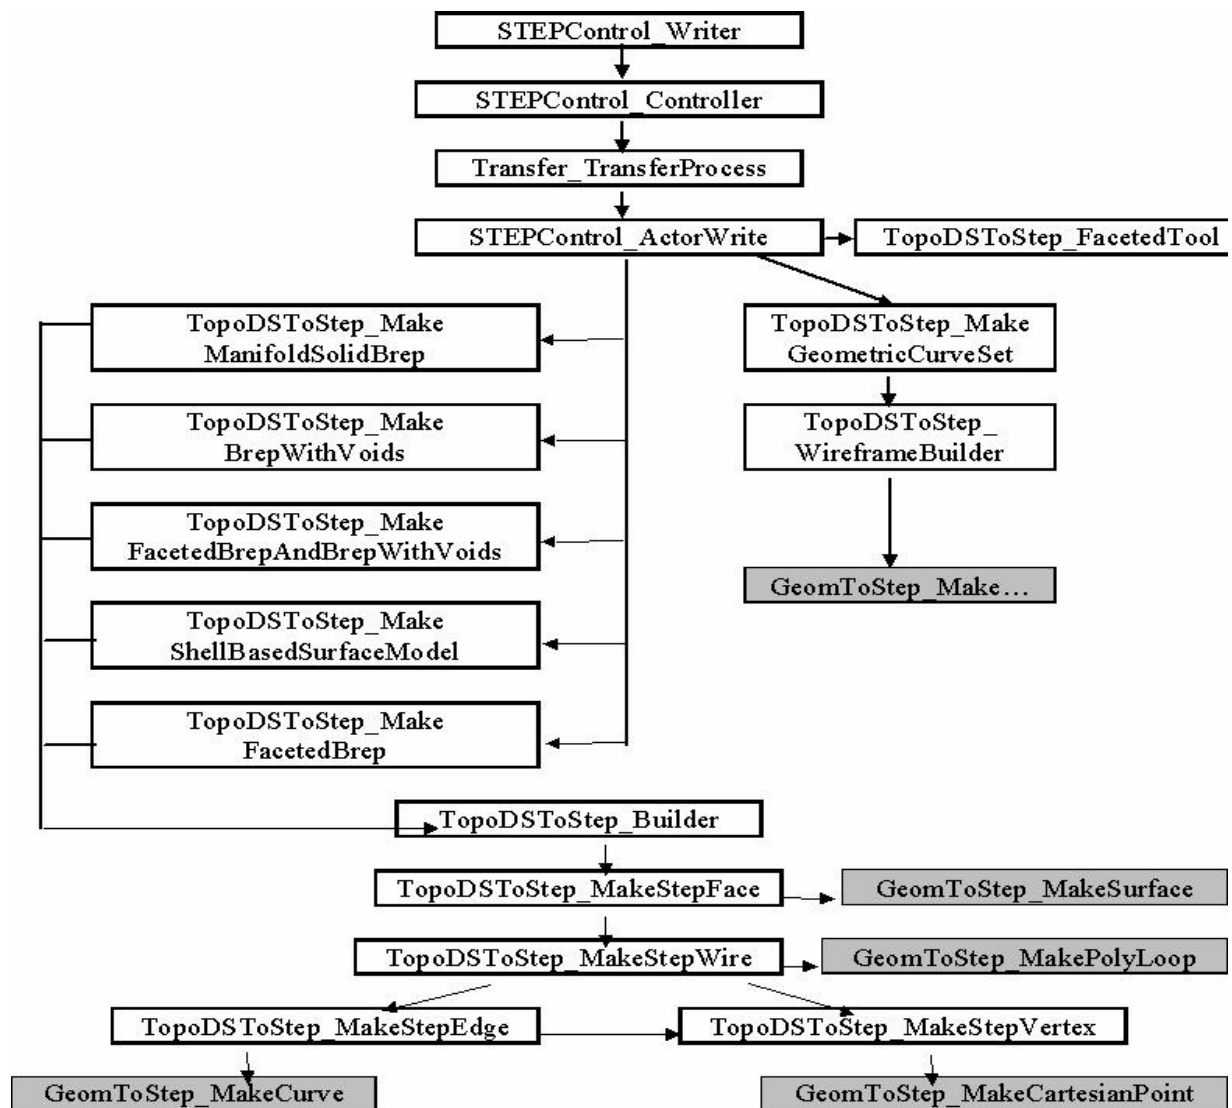 STEPControl_Writer
STEPControl_Controller
Transfer_TransferProcess
STEPControl_ActorWrite
TopoDSToStep_FacetedTool
TopoDSToStep_Make
ManifoldSolidBrep
TopoDSToStep_Make
GeometricCurveSet
TopoDSToStep_Make
BrepWithVoids
TopoDSToStep_
WireframeBuilder
TopoDSToStep_Make
FacetedBrepAndBrepWithVoids
GeomToStep_Make...
TopoDSToStep_Make
ShellBasedSurfaceModel
TopoDSToStep_Make
FacetedBrep
TopoDSToStep_Builder
TopoDSToStep_MakeStepFace
GeomToStep_MakeSurface
TopoDSToStep_MakeStepWire
GeomToStep_MakePolyLoop
TopoDSToStep_MakeStepEdge
TopoDSToStep_MakeStepVertex
GeomToStep_MakeCurve
GeomToStep_MakeCartesianPoint